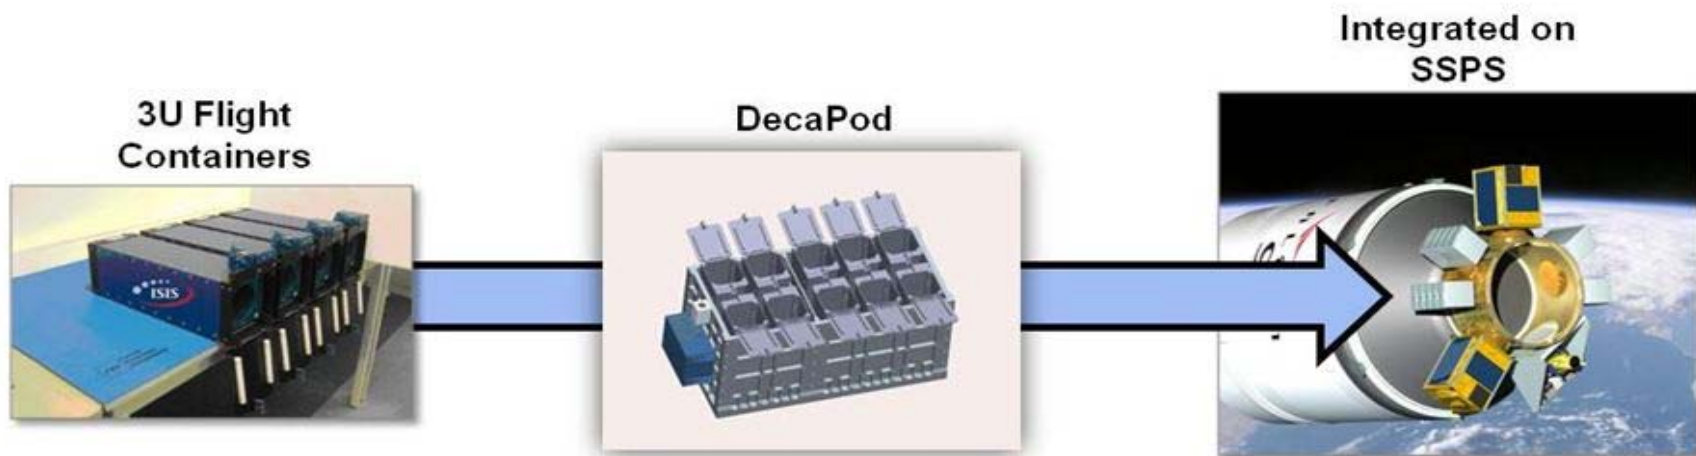 Integrated on
SSPS
3U Flight
Containers
DecaPod
ISIS